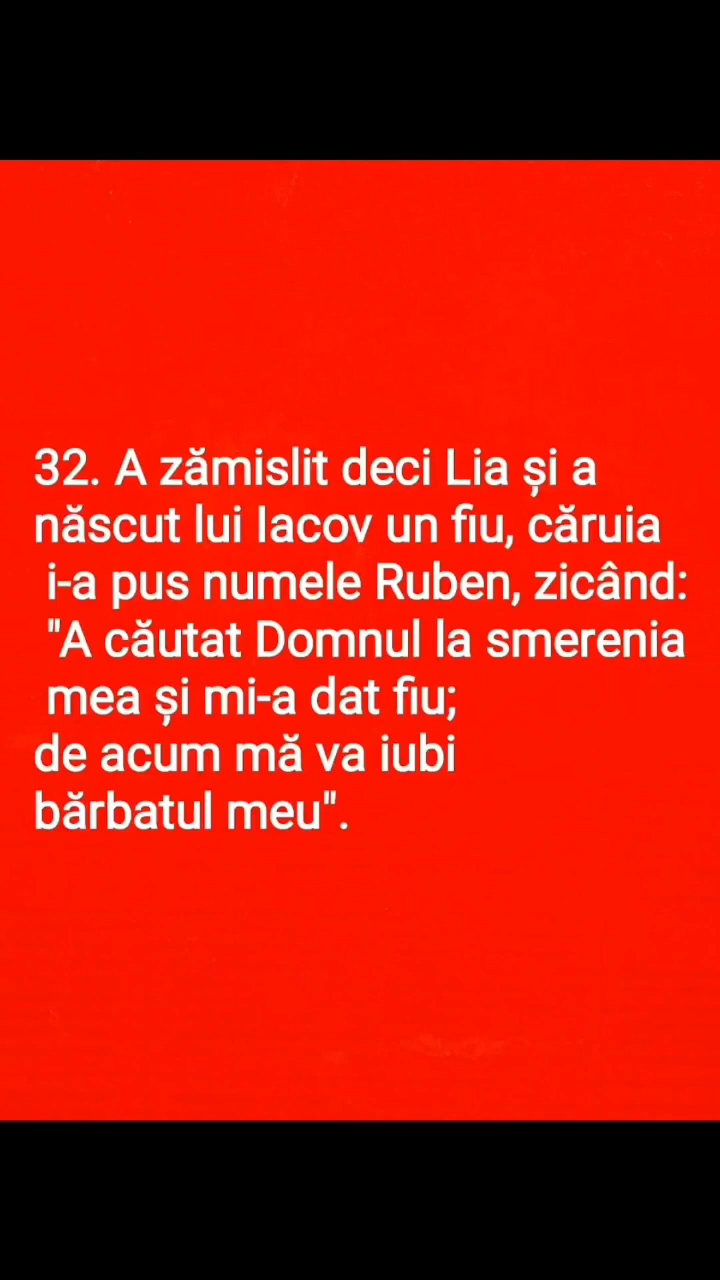 32. A zămislit deci Lia și a
născut lui Iacov un fiu, căruia
i-a pus numele Ruben, zicând:
"A căutat Domnul la smerenia
mea și mi-a dat fiu;
de acum mă va iubi
bărbatul meu".